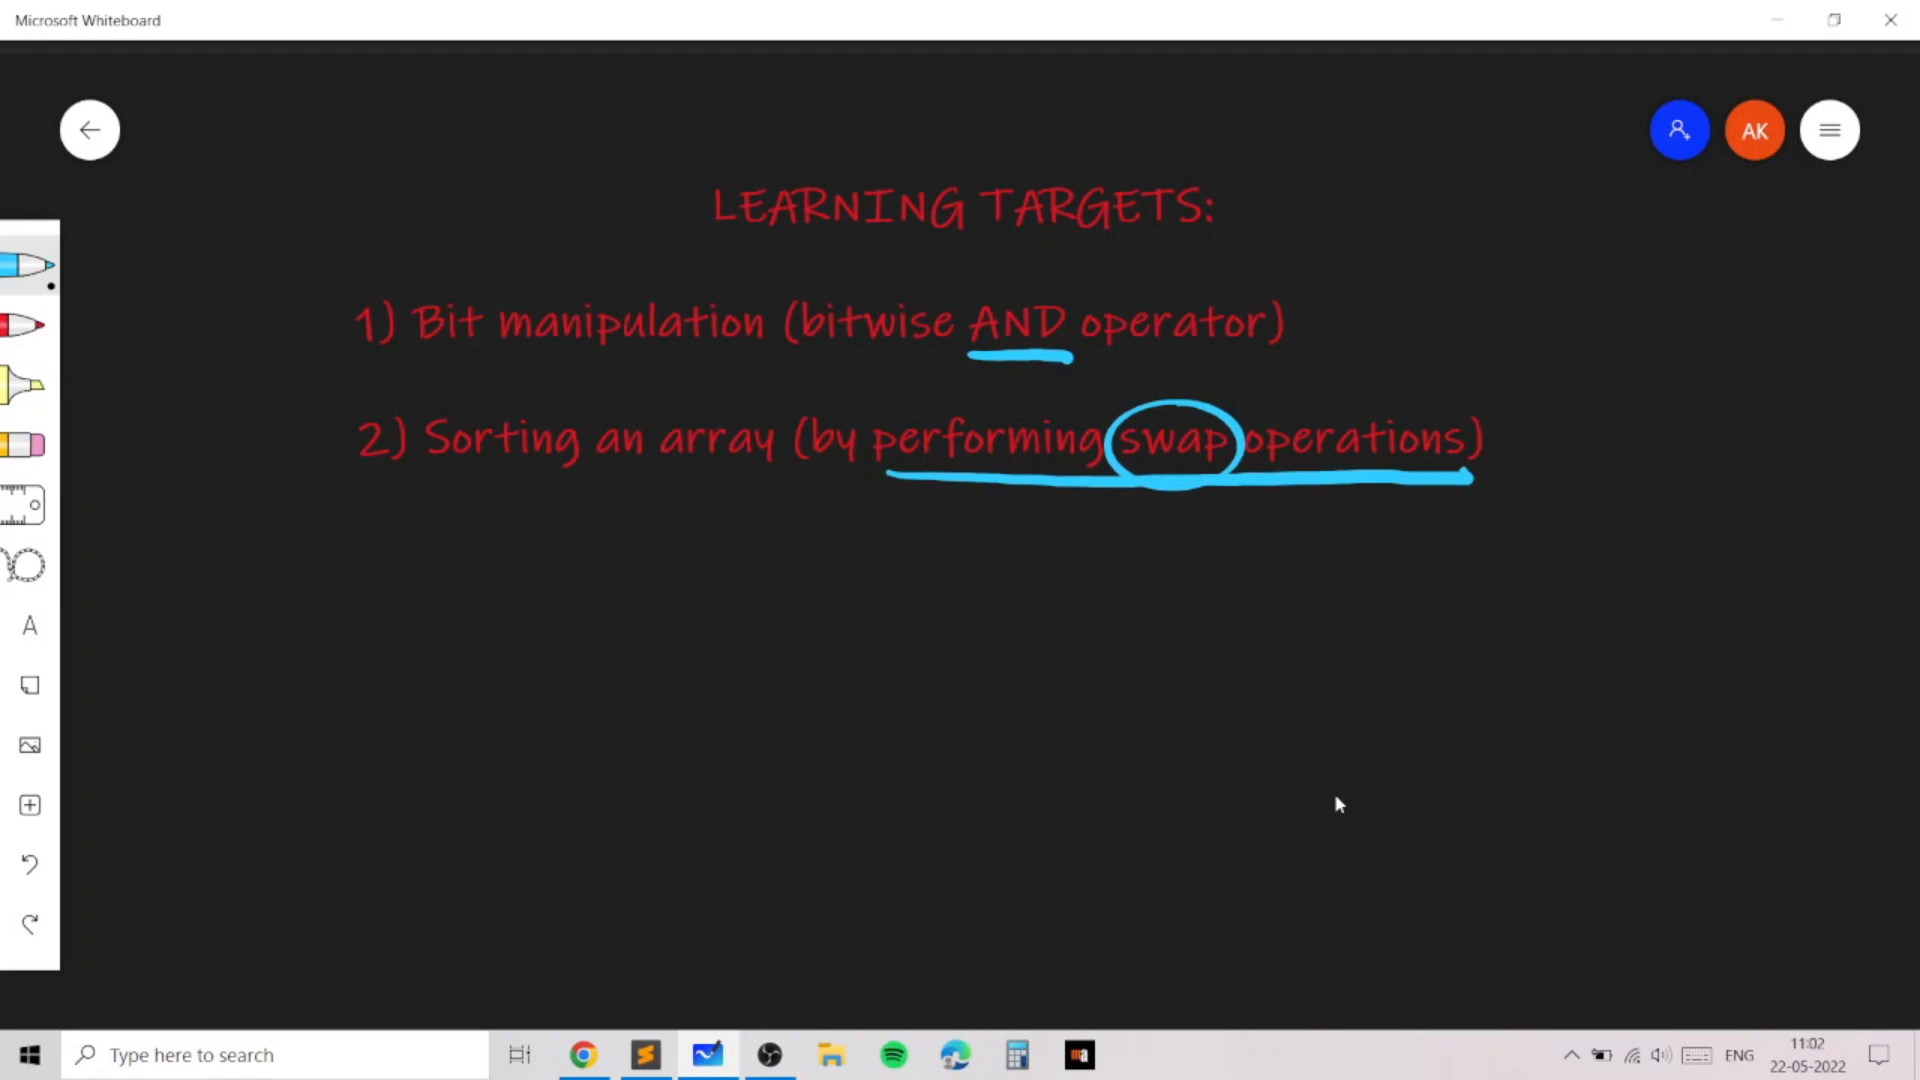 Microsoft Whiteboard
AK
LEARNING TARGETS:
1) Bit manipulation (bitwise AND operator)
2) Sorting an array (by performing swap operations)
A
Type here to search
ma
ENG
11:02
22-05-2022